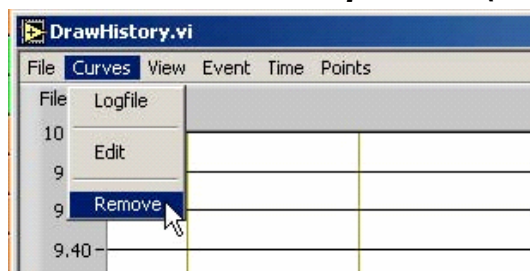 DrawHistory.vi
File Curves View Event Time Points
File
Logfile
10
Edit
9
Remove
9
9.40